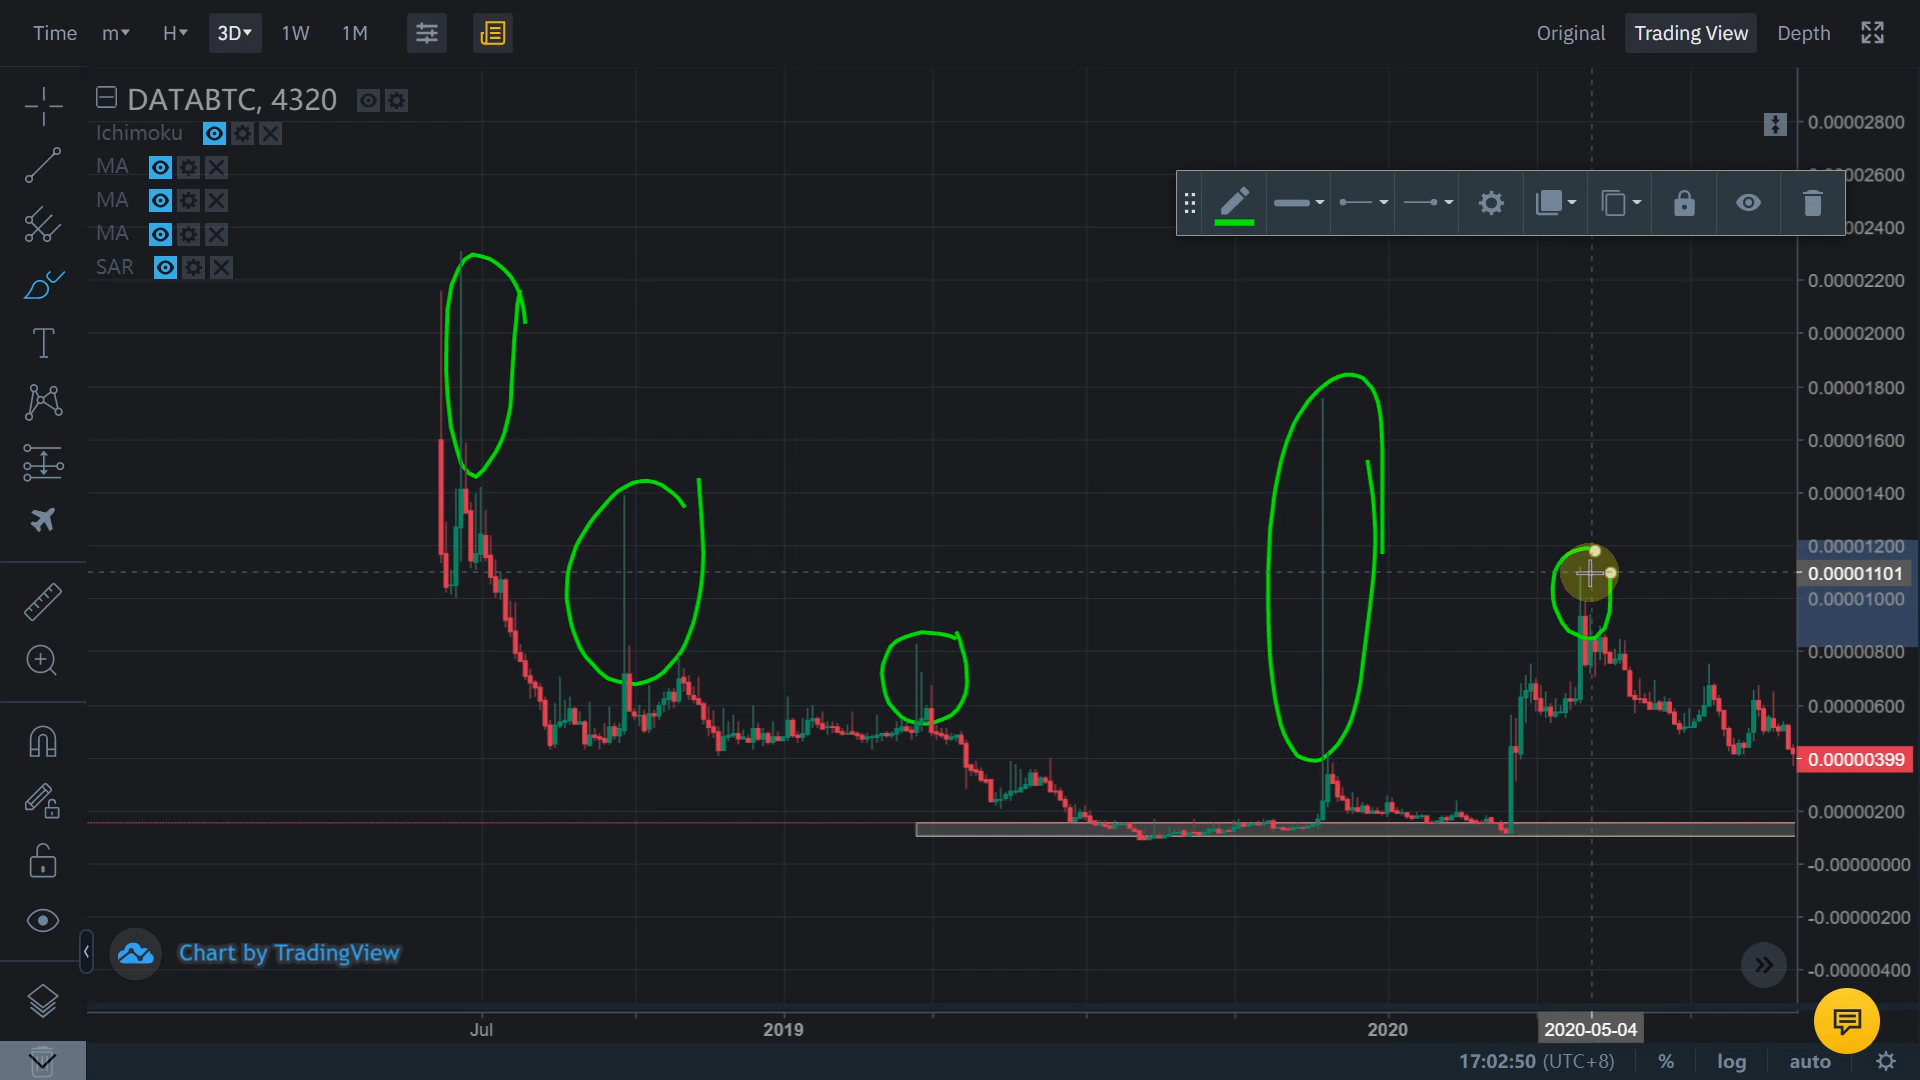 Time m H 3D 1W 1M Original Trading View Depth
DATABTC, 4320
Ichimoku
MA
MA
MA
SAR
0.00002800
02600
02400
0.00002200
0.00002000
0.00001800
0.00001600
0.00001400
0.00001200
0.00001101
0.00001000
0.00000800
0.00000600
0.00000399
0.00000200
-0.00000000
-0.00000200
-0.00000400
Chart by TradingView
Jul 2019 2020 2020-05-04
17:02:50 (UTC+8) % log auto